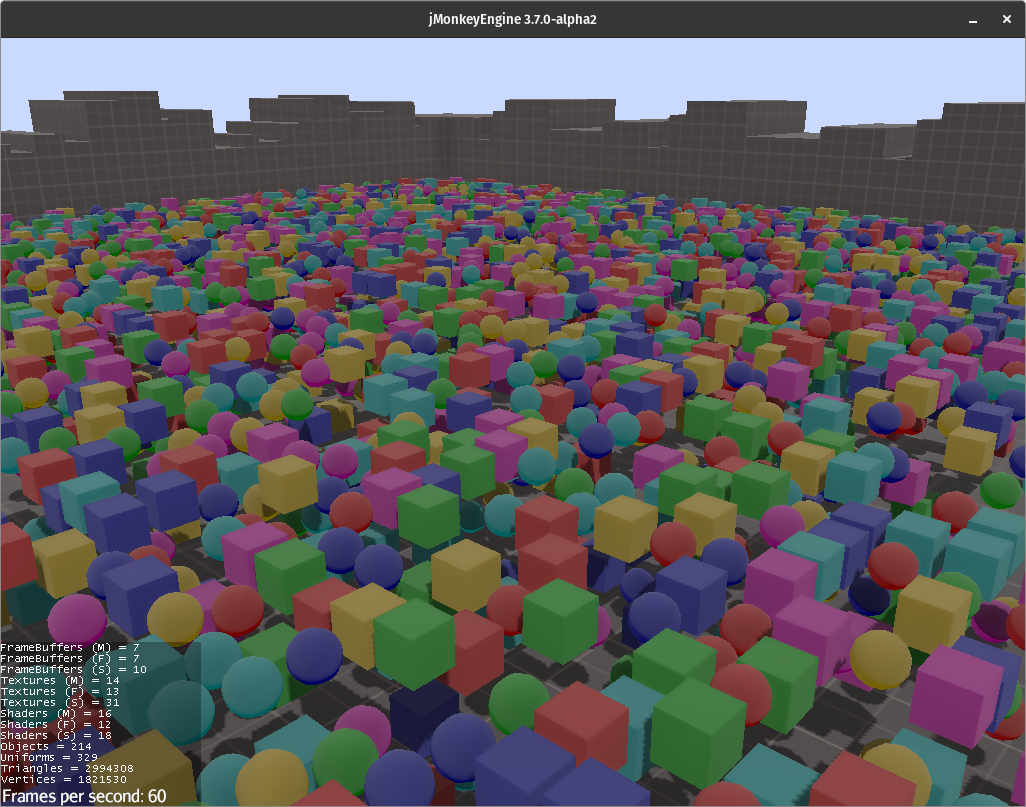 jMonkeyEngine 3.7.0-alpha2
FrameBuffers (M) = 7
FrameBuffers (F) = 7
FrameBuffers (S) = 10
Textures (M) = 14
Textures (F) = 13
Textures (S) = 31
Shaders (M) = 16
Shaders (F) = 12
Shaders (S) = 18
Objects = 214
Uniforms = 329
Triangles = 2994308
Vertices = 1821530
Frames per second: 60